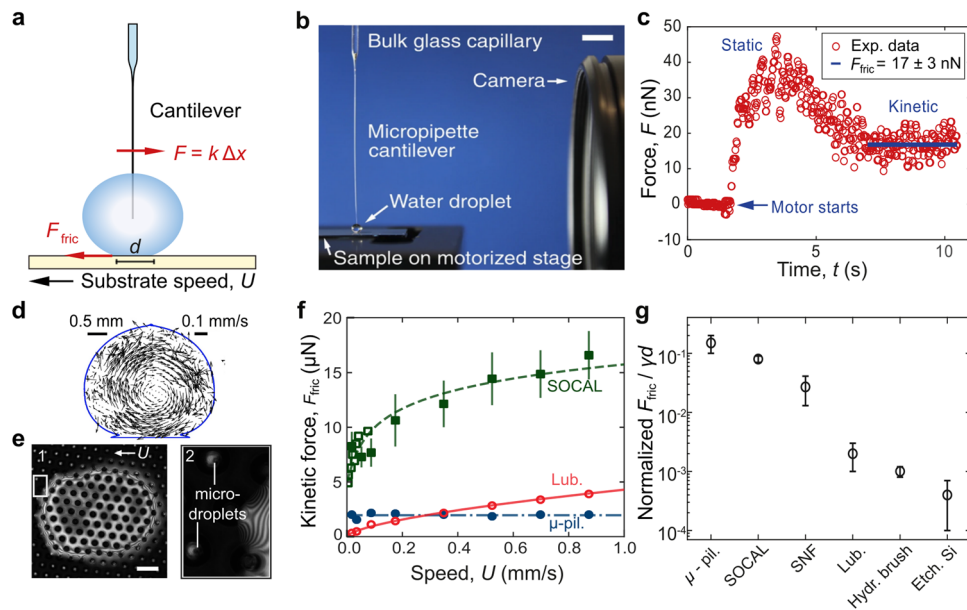 a
Cantilever
F = k Δx
F fric
d
Substrate speed, U
b
Bulk glass capillary
Camera
Micropipette
cantilever
Water droplet
Sample on motorized stage
c
Force, F (nN)
50
40
30
20
10
0
-10
Static
Exp. data
F fric = 17 ± 3 nN
Kinetic
Motor starts
0
5
10
Time, t (s)
d
0.5 mm
0.1 mm/s
e
1
U
2
micro-
droplets
f
Kinetic force, F fric (μN)
20
15
10
5
0
SOCAL
Lub.
μ-pil.
0.0
0.2
0.4
0.6
0.8
1.0
Speed, U (mm/s)
g
Normalized F fric / γd
10⁻¹
10⁻²
10⁻³
10⁻⁴
μ - pil.
SOCAL
SNF
Lub.
Hydr. brush
Etch. Si